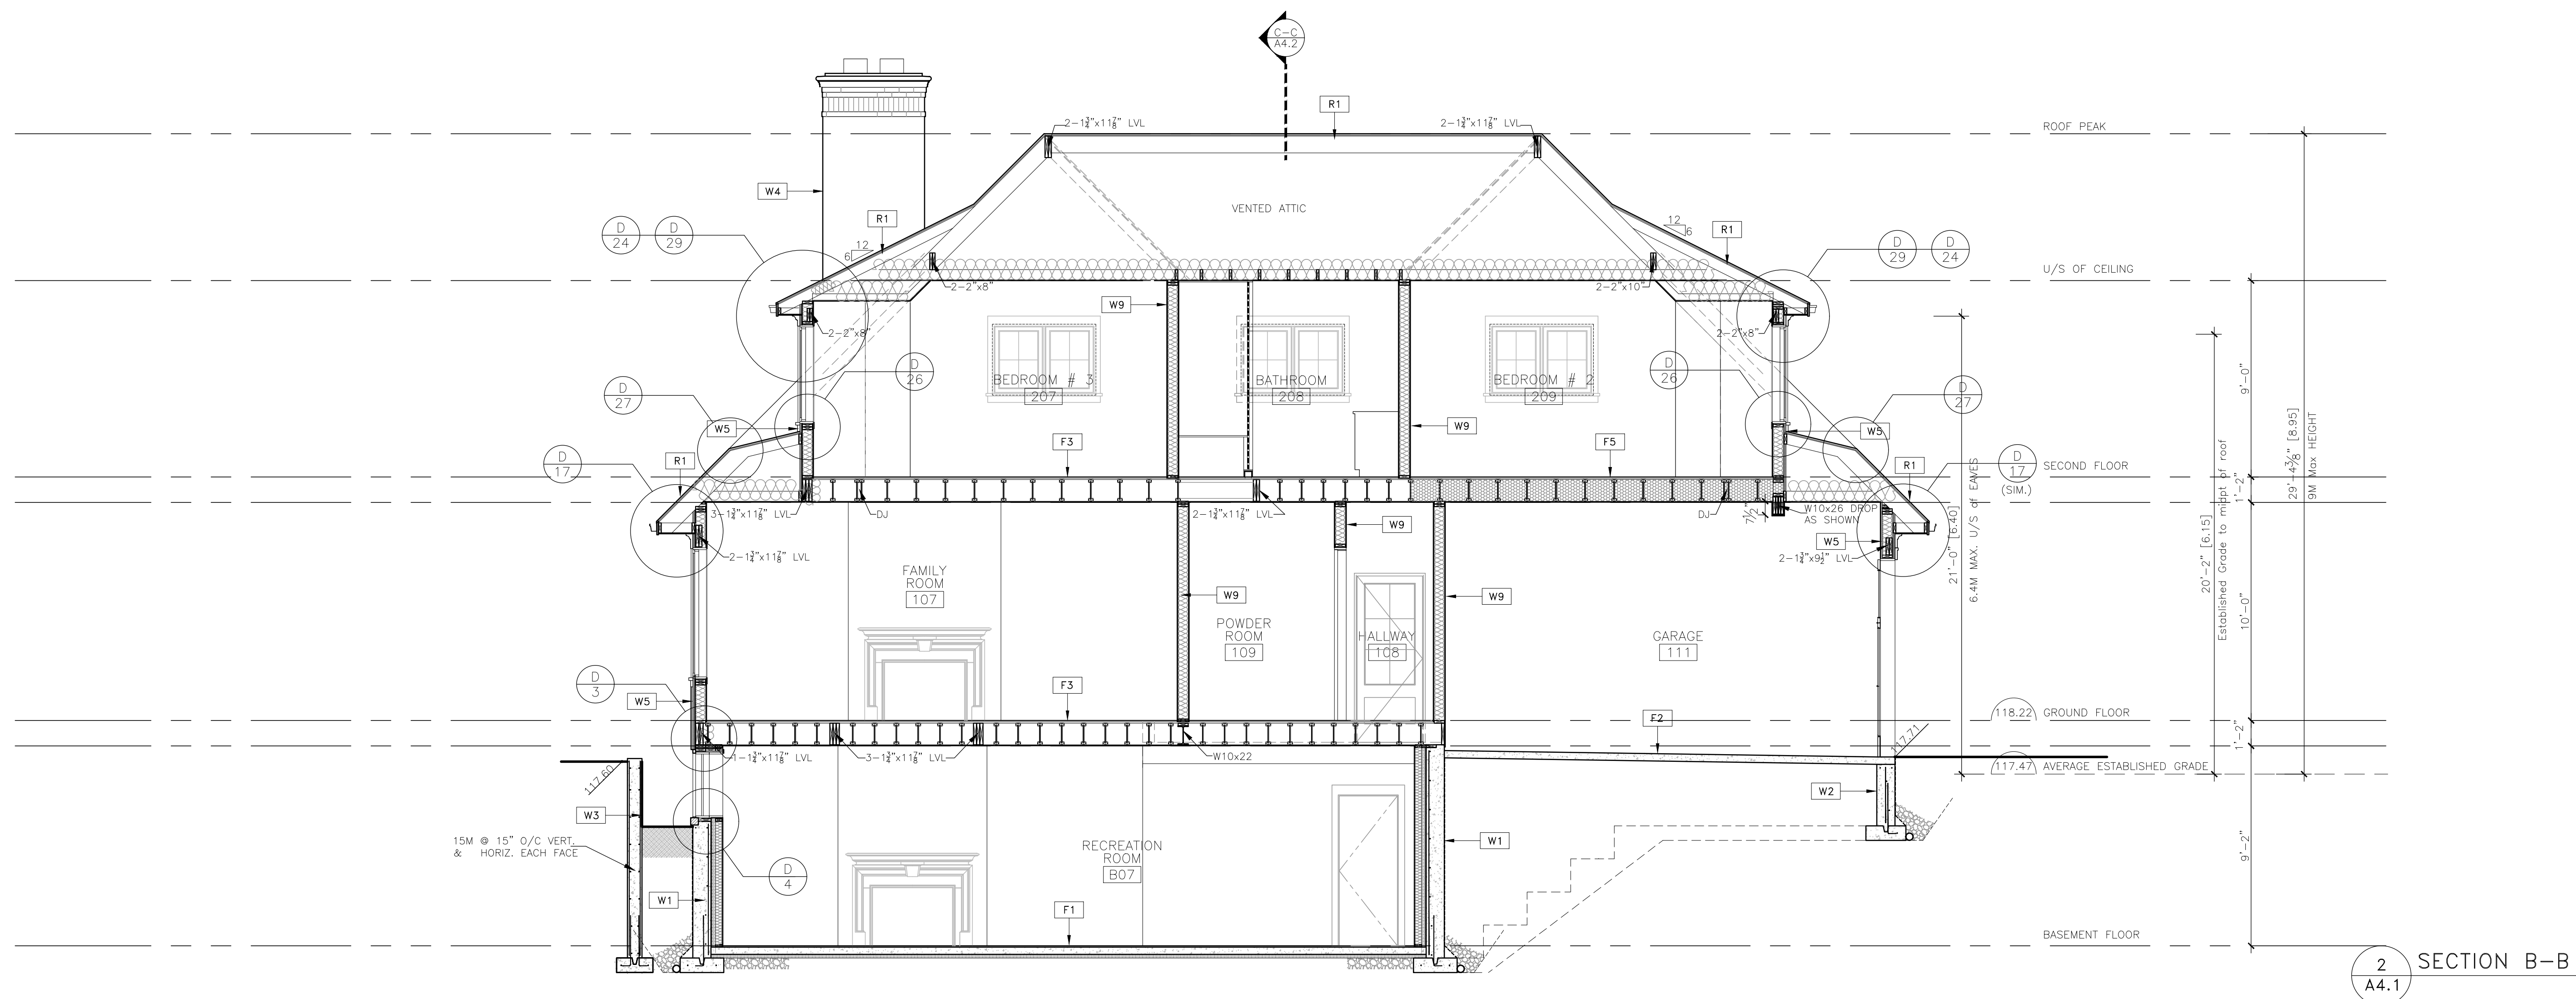 C-C
A4.2
R1
2-1¾"x11⅞" LVL
2-1¾"x11⅞" LVL
ROOF PEAK
W4
VENTED ATTIC
R1
12
6
12
6
R1
D
24
D
29
D
29
D
24
U/S OF CEILING
2-2"x8"
2-2"x10"
W9
2-2"x8"
2-2"x8"
D
26
D
26
BEDROOM # 3
207
BATHROOM
208
BEDROOM # 2
209
D
27
D
27
W5
W9
W5
F3
F5
D
17
R1
R1
D
17
(SIM.)
SECOND FLOOR
3-1¾"x11⅞" LVL
DJ
2-1¾"x11⅞" LVL
DJ
7½"
W10x26 DROP
AS SHOWN
W9
W5
2-1¾"x11⅞" LVL
2-1¾"x9½" LVL
FAMILY
ROOM
107
W9
W9
POWDER
ROOM
109
HALLWAY
108
GARAGE
111
D
3
W5
F3
F2
118.22
GROUND FLOOR
1-1¾"x11⅞" LVL
3-1¾"x11⅞" LVL
W10x22
117.71
117.60
117.47
AVERAGE ESTABLISHED GRADE
W3
W2
15M @ 15" O/C VERT.
& HORIZ. EACH FACE
RECREATION
ROOM
B07
W1
D
4
W1
F1
BASEMENT FLOOR
21'-0" [6.40]
6.4M MAX. U/S of EAVES
20'-2" [6.15]
Established Grade to midpt of roof
9'-0"
1'-2"
10'-0"
1'-2"
9'-2"
29'-4⅜" [8.95]
9M Max HEIGHT
2
A4.1
SECTION B-B